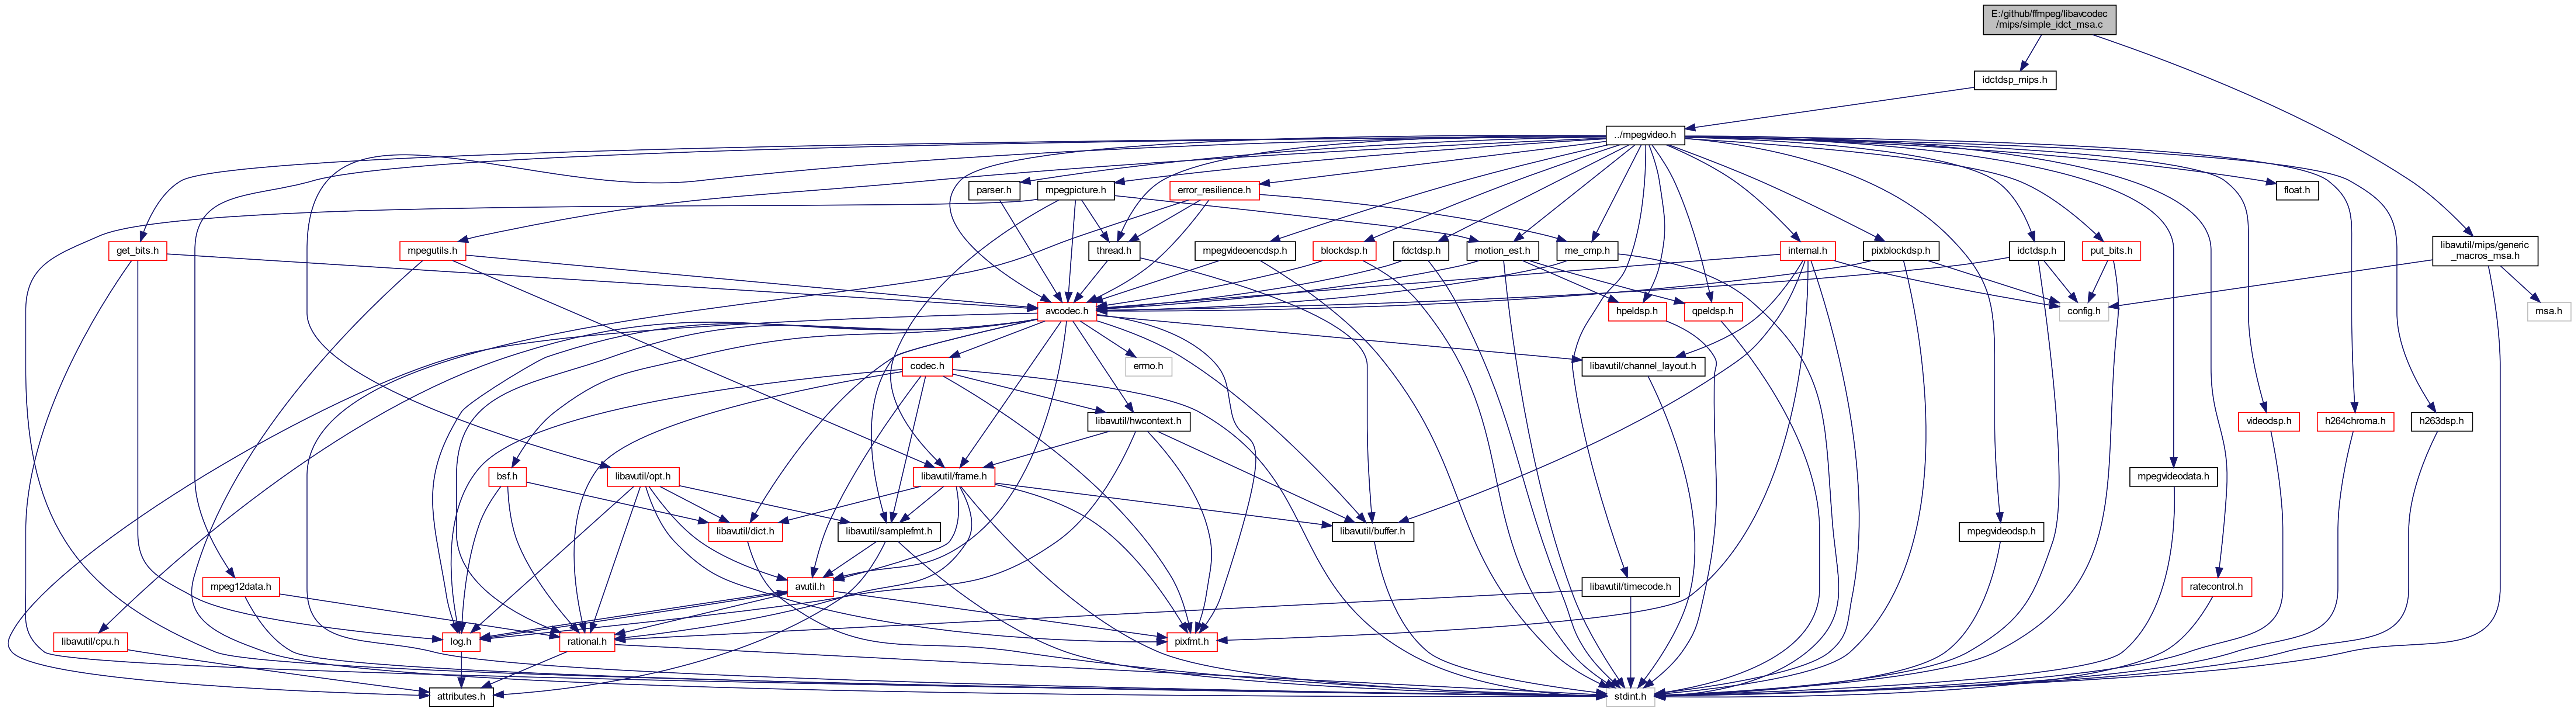 E:/github/ffmpeg/libavcodec
/mips/simple_idct_msa.c
idctdsp_mips.h
../mpegvideo.h
parser.h
mpegpicture.h
error_resilience.h
float.h
get_bits.h
mpegutils.h
thread.h
mpegvideoencdsp.h
blockdsp.h
fdctdsp.h
motion_est.h
me_cmp.h
internal.h
pixblockdsp.h
idctdsp.h
put_bits.h
libavutil/mips/generic
_macros_msa.h
avcodec.h
hpeldsp.h
qpeldsp.h
config.h
msa.h
codec.h
errno.h
libavutil/channel_layout.h
libavutil/hwcontext.h
videodsp.h
h264chroma.h
h263dsp.h
bsf.h
libavutil/opt.h
libavutil/frame.h
mpegvideodata.h
libavutil/dict.h
libavutil/samplefmt.h
libavutil/buffer.h
mpegvideodsp.h
mpeg12data.h
avutil.h
libavutil/timecode.h
ratecontrol.h
libavutil/cpu.h
log.h
rational.h
pixfmt.h
attributes.h
stdint.h